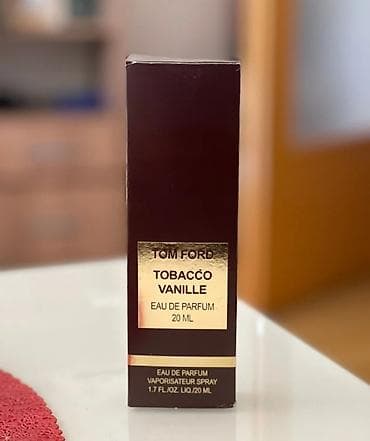 TOM FORD
TOBACCO
VANILLE
EAU DE PARFUM
20 ML
EAU DE PARFUM
VAPORISATEUR SPRAY
1.7 FL./OZ. LIQ./20 ML